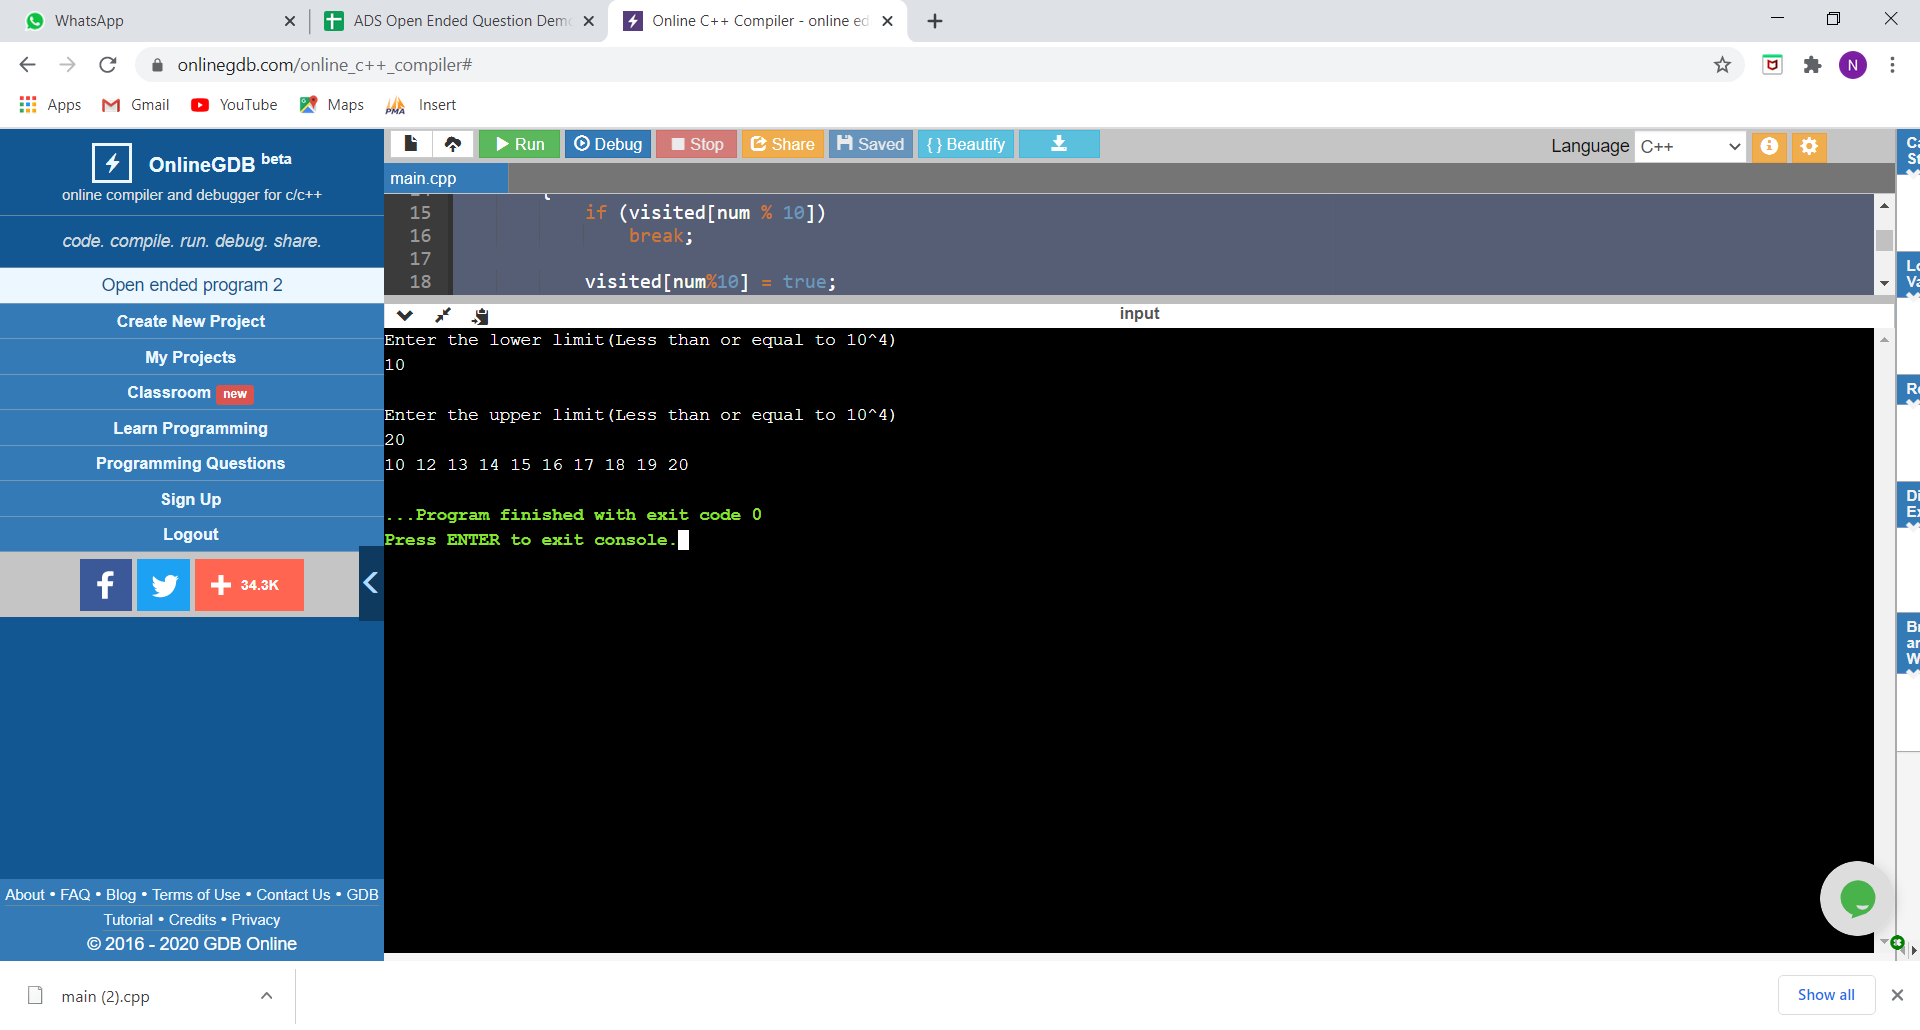 WhatsApp
ADS Open Ended Question Dem
Online C++ Compiler - online ed
onlinegdb.com/online_c++_compiler#
N
Apps
Gmail
YouTube
Maps
PMA
Insert
OnlineGDB beta
online compiler and debugger for c/c++
code. compile. run. debug. share.
Open ended program 2
Create New Project
My Projects
Classroom new
Learn Programming
Programming Questions
Sign Up
Logout
34.3K
About • FAQ • Blog • Terms of Use • Contact Us • GDB
Tutorial • Credits • Privacy
© 2016 - 2020 GDB Online
Run
Debug
Stop
Share
Saved
{ } Beautify
Language C++
main.cpp
15 if (visited[num % 10])
16 break;
17
18 visited[num%10] = true;
input
Enter the lower limit(Less than or equal to 10^4)
10
Enter the upper limit(Less than or equal to 10^4)
20
10 12 13 14 15 16 17 18 19 20
...Program finished with exit code 0
Press ENTER to exit console.
main (2).cpp
Show all